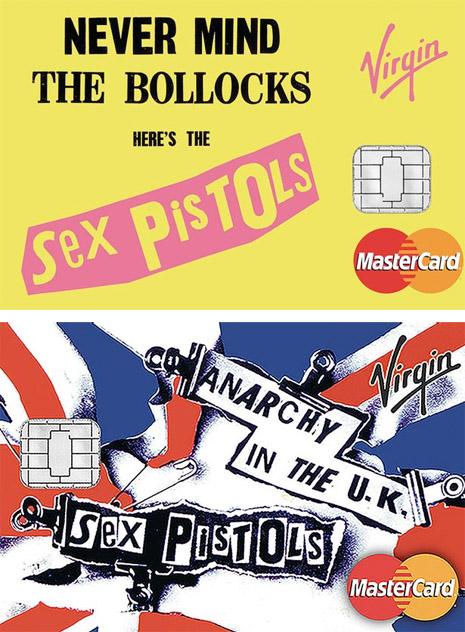 NEVER MIND
THE BOLLOCKS
HERE'S THE
Sex PisTOLs
Virgin
MasterCard
Virgin
ANARCHY
IN THE U.K.
Sex PisTOLs
MasterCard